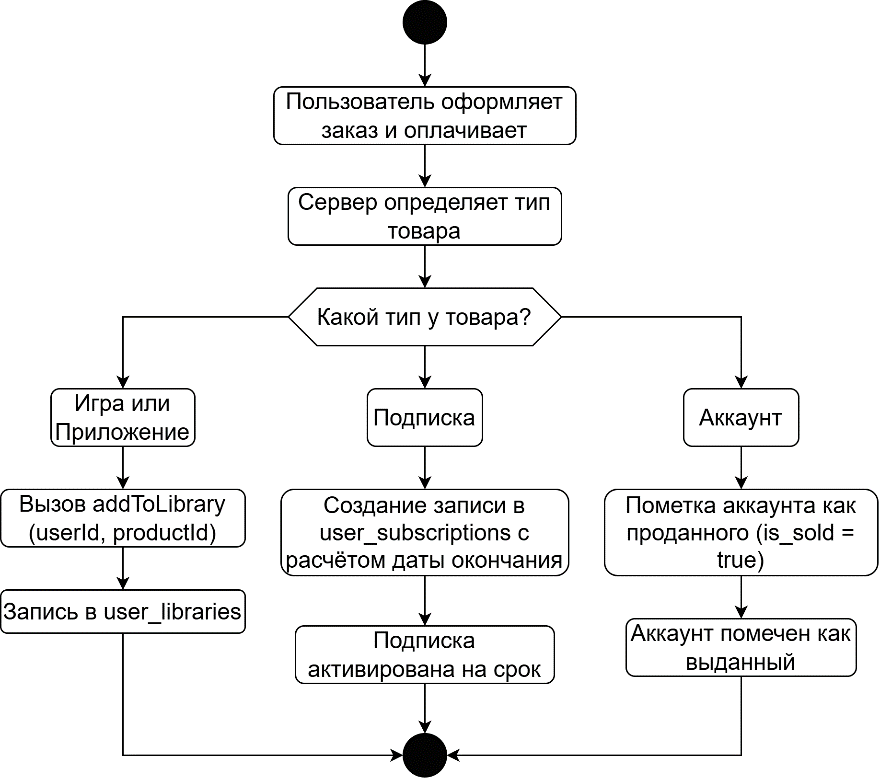 Пользователь оформляет
заказ и оплачивает
Сервер определяет тип
товара
Какой тип у товара?
Игра или
Приложение
Подписка
Аккаунт
Вызов addToLibrary
(userId, productId)
Создание записи в
user_subscriptions с
расчётом даты окончания
Пометка аккаунта как
проданного (is_sold =
true)
Запись в user_libraries
Подписка
активирована на срок
Аккаунт помечен как
выданный